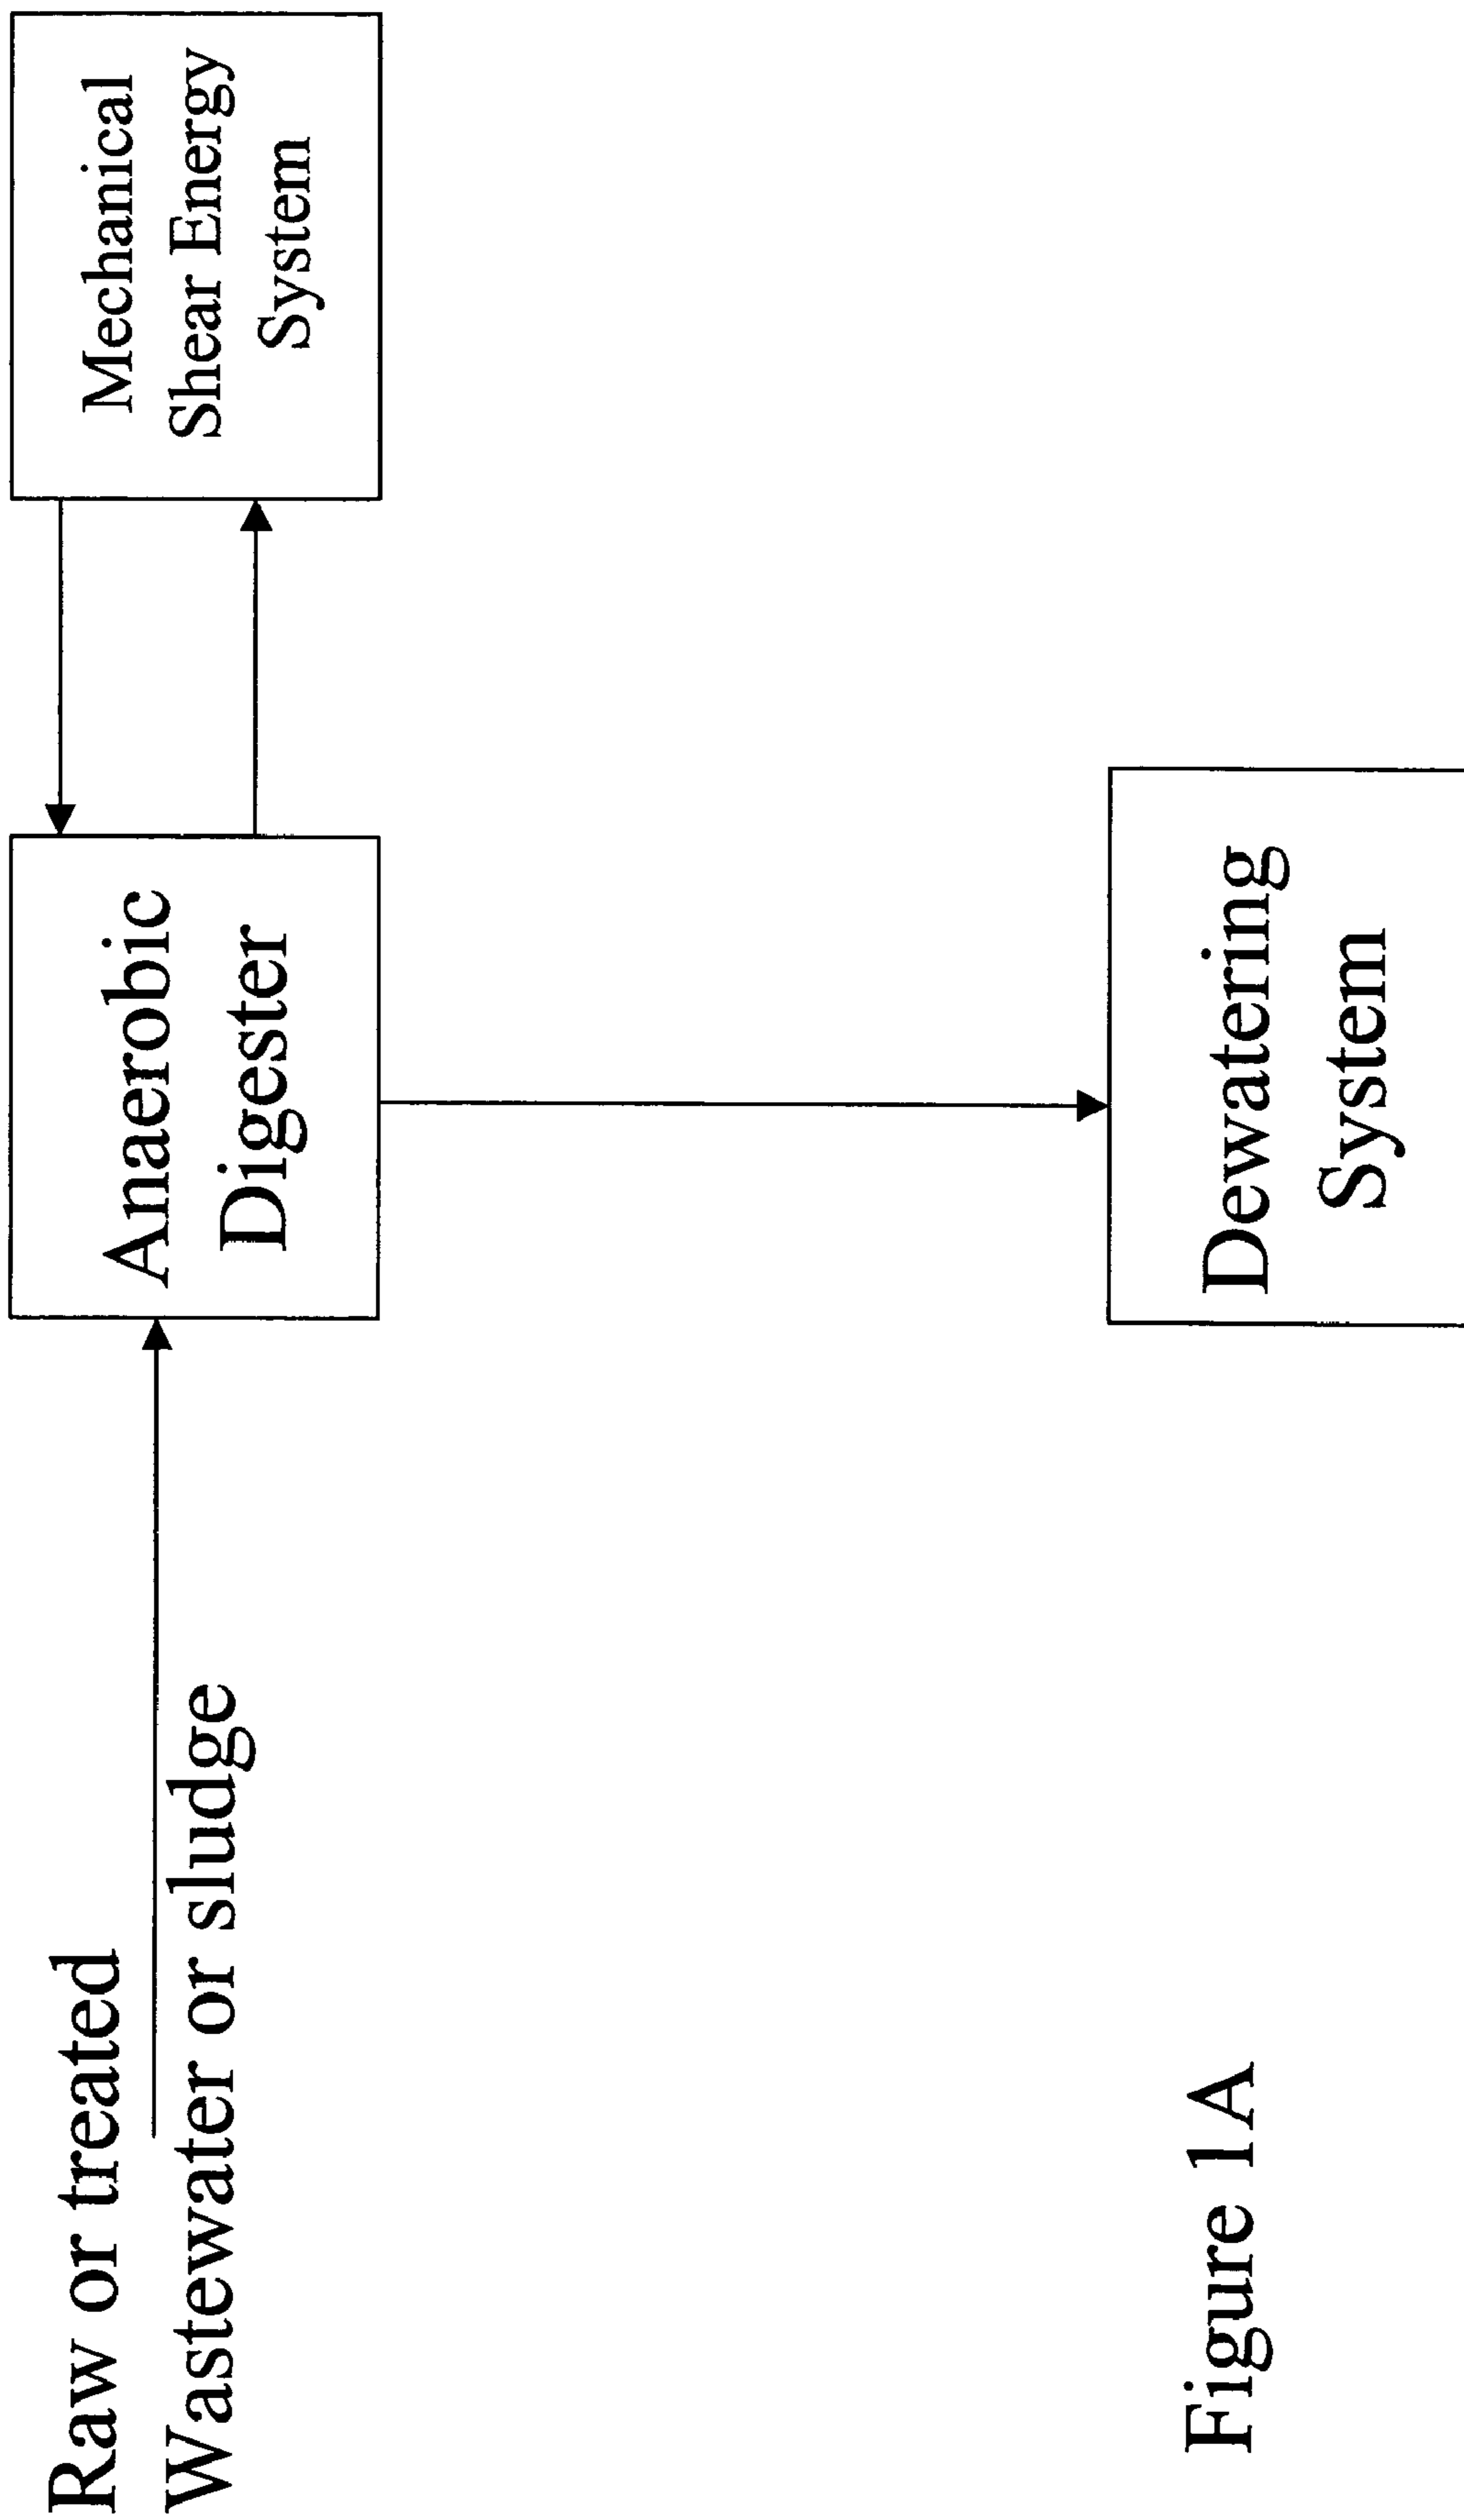 Raw or treated
Wastewater or sludge
Anaerobic
Digester
Mechanical
Shear Energy
System
Dewatering
System
Figure 1A